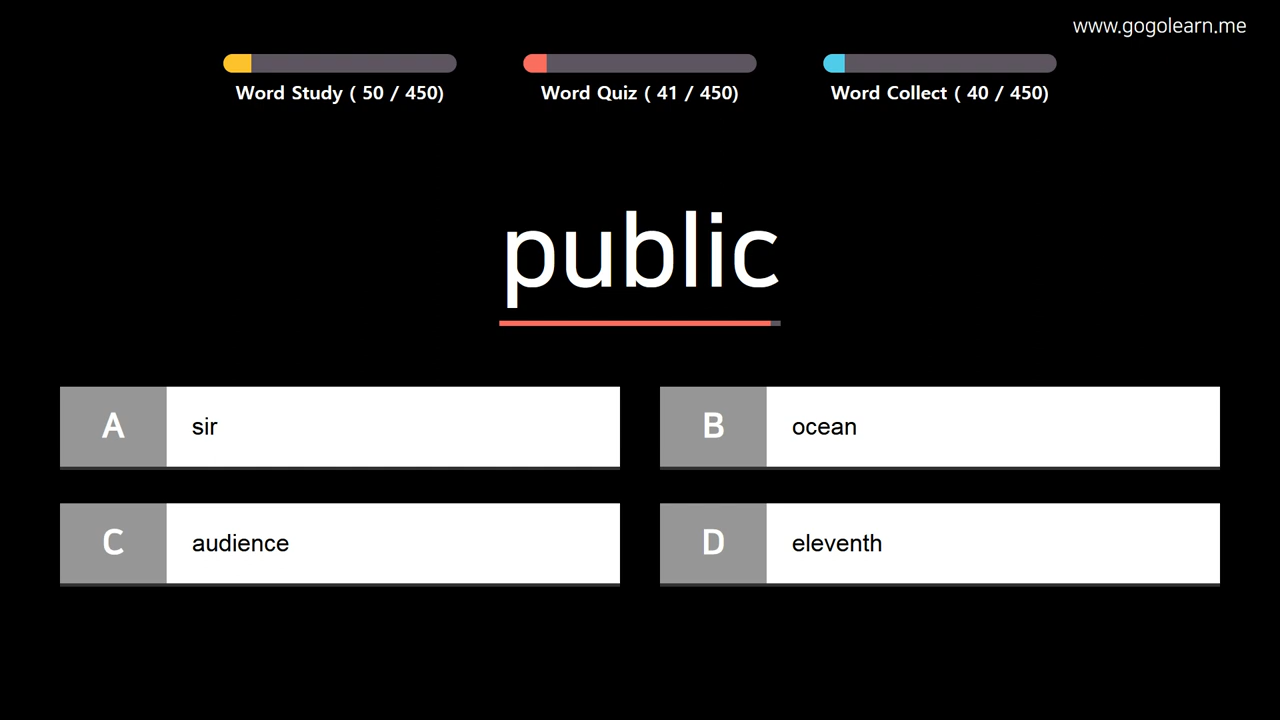 www.gogolearn.me
Word Study ( 50 / 450)
Word Quiz ( 41 / 450)
Word Collect ( 40 / 450)
public
A sir
B ocean
C audience
D eleventh